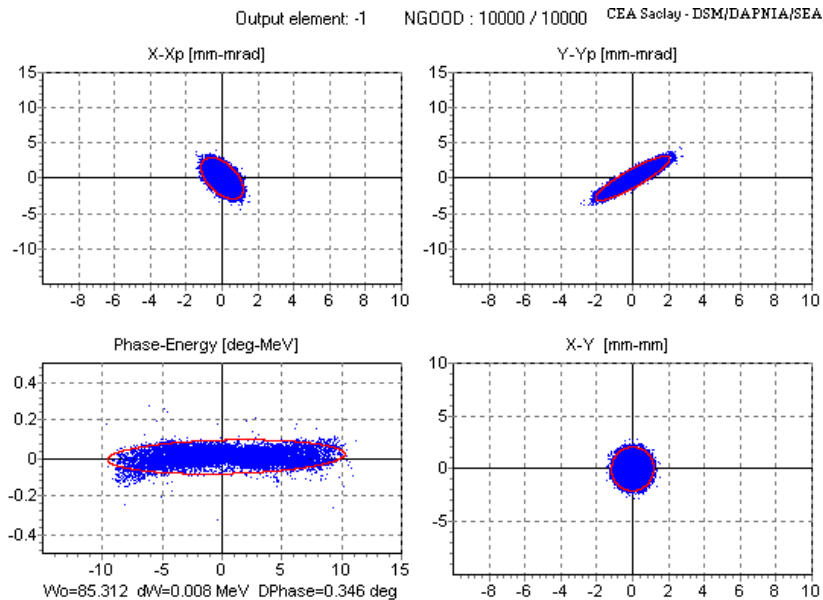 Output element: -1 NGOOD : 10000 / 10000 CEA Saclay - DSM/DAPNIA/SEA
X-Xp [mm-mrad]
15
10
5
0
-5
-10
-8 -6 -4 -2 0 2 4 6 8 10
Y-Yp [mm-mrad]
15
10
5
0
-5
-10
-8 -6 -4 -2 0 2 4 6 8 10
Phase-Energy [deg-MeV]
0.4
0.2
0
-0.2
-0.4
-10 -5 0 5 10 15
Wo=85.312 dW=0.008 MeV DPhase=0.346 deg
X-Y [mm-mm]
10
5
0
-5
-8 -6 -4 -2 0 2 4 6 8 10